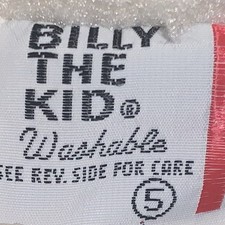 BILLY
THE
KID®
Washable
SEE REV. SIDE FOR CARE
5